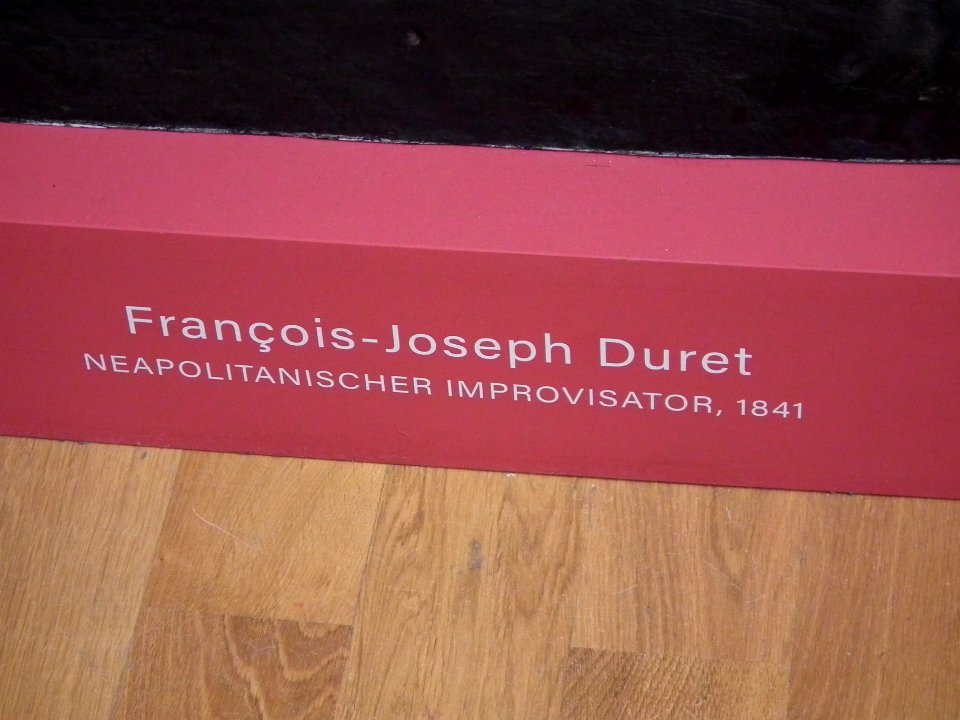 François-Joseph Duret
NEAPOLITANISCHER IMPROVISATOR, 1841